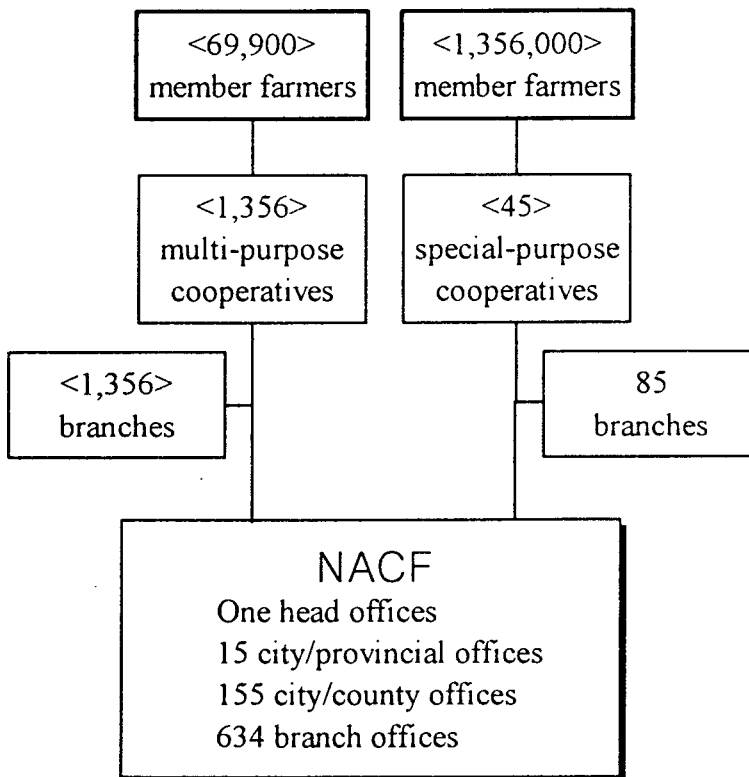 <69,900>
member farmers
<1,356,000>
member farmers
<1,356>
multi-purpose
cooperatives
<45>
special-purpose
cooperatives
<1,356>
branches
85
branches
NACF
One head offices
15 city/provincial offices
155 city/county offices
634 branch offices